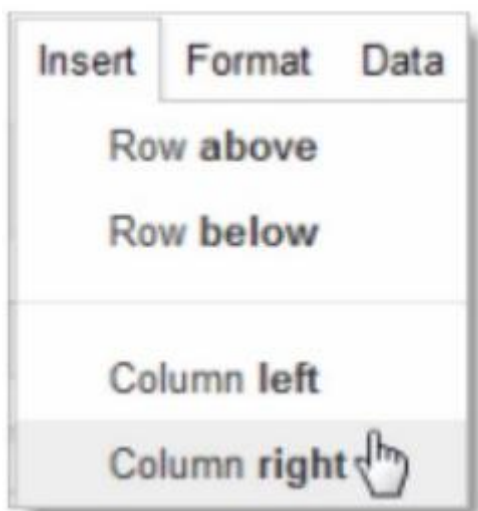 Insert Format Data
Row above
Row below
Column left
Column right